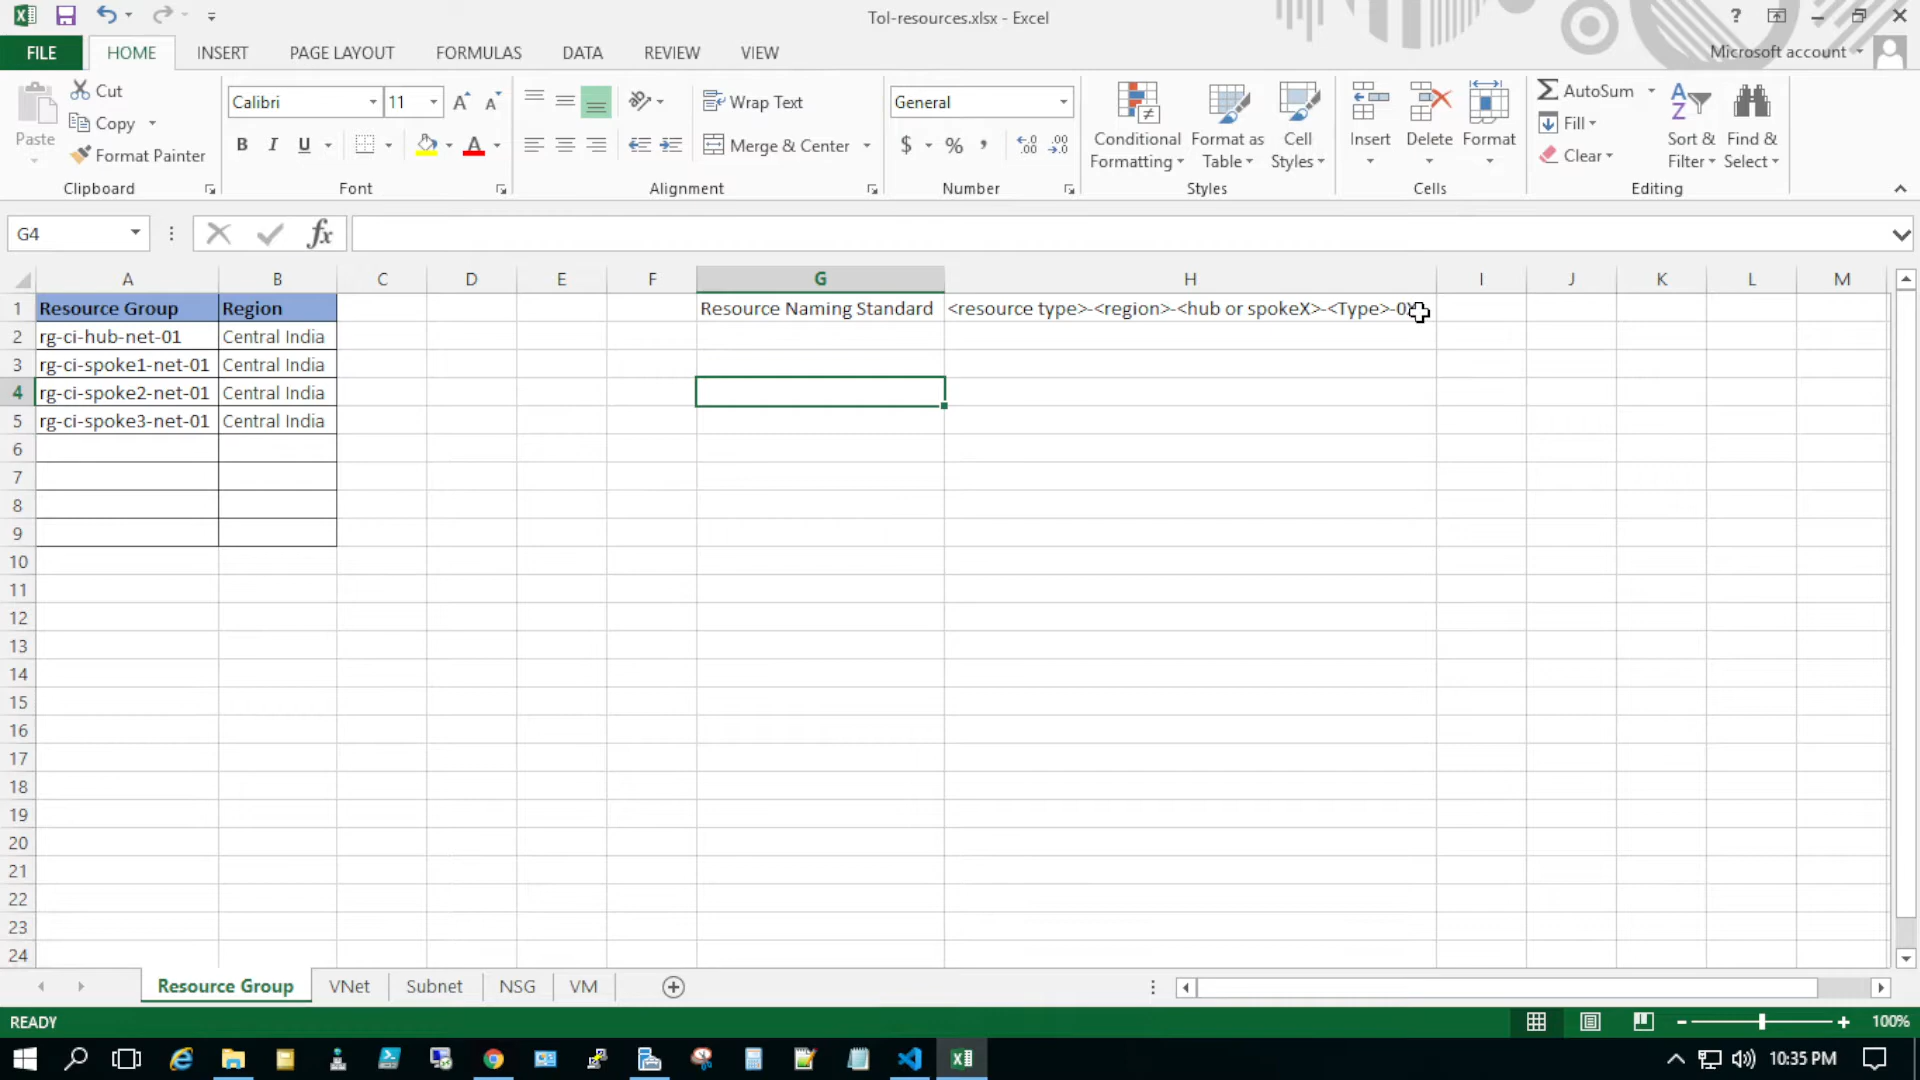 Tol-resources.xlsx - Excel
?
FILE
HOME
INSERT
PAGE LAYOUT
FORMULAS
DATA
REVIEW
VIEW
Microsoft account
Paste
Cut
Copy
Format Painter
Clipboard
Calibri
11
B I U
Font
Wrap Text
Merge & Center
Alignment
General
$ % ,
Number
Conditional Formatting
Format as Table
Cell Styles
Styles
Insert
Delete
Format
Cells
AutoSum
Fill
Clear
Sort & Filter
Find & Select
Editing
G4
fx
A B C D E F G H I J K L M
1 Resource Group Region Resource Naming Standard <resource type>-<region>-<hub or spokeX>-<Type>-0X
2 rg-ci-hub-net-01 Central India
3 rg-ci-spoke1-net-01 Central India
4 rg-ci-spoke2-net-01 Central India
5 rg-ci-spoke3-net-01 Central India
6
7
8
9
10
11
12
13
14
15
16
17
18
19
20
21
22
23
24
Resource Group VNet Subnet NSG VM
READY
100%
10:35 PM